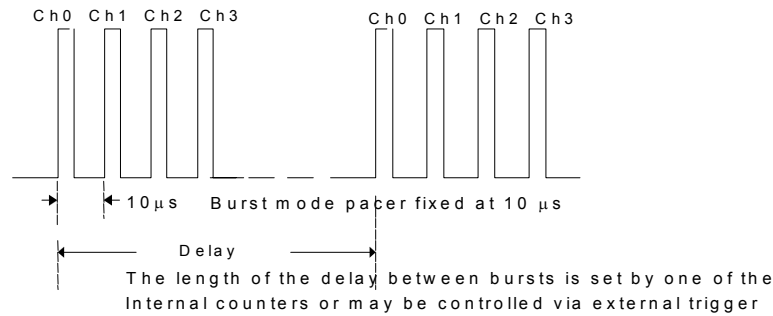 Ch0 Ch1 Ch2 Ch3 Ch0 Ch1 Ch2 Ch3
10 µs Burst mode pacer fixed at 10 µs
Delay
The length of the delay between bursts is set by one of the
Internal counters or may be controlled via external trigger